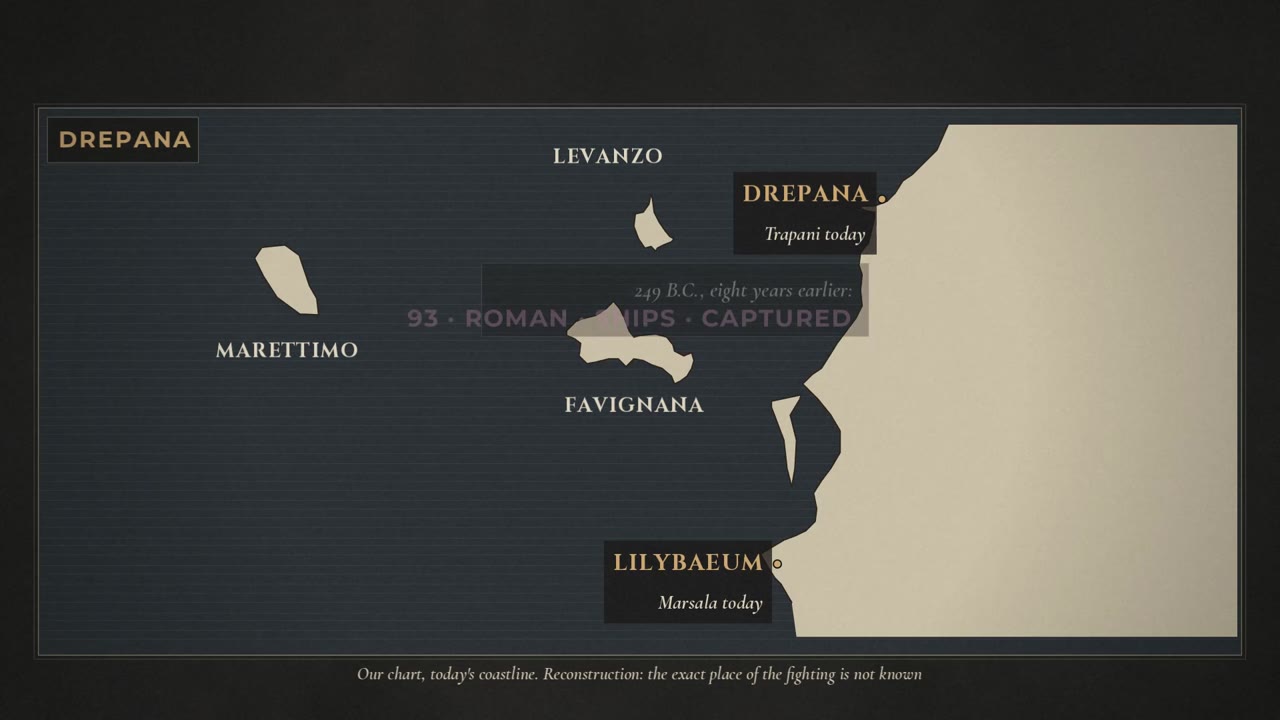 DREPANA
LEVANZO
DREPANA
Trapani today
249 B.C., eight years earlier:
93 · ROMAN · SHIPS · CAPTURED
MARETTIMO
FAVIGNANA
LILYBAEUM
Marsala today
Our chart, today's coastline. Reconstruction: the exact place of the fighting is not known